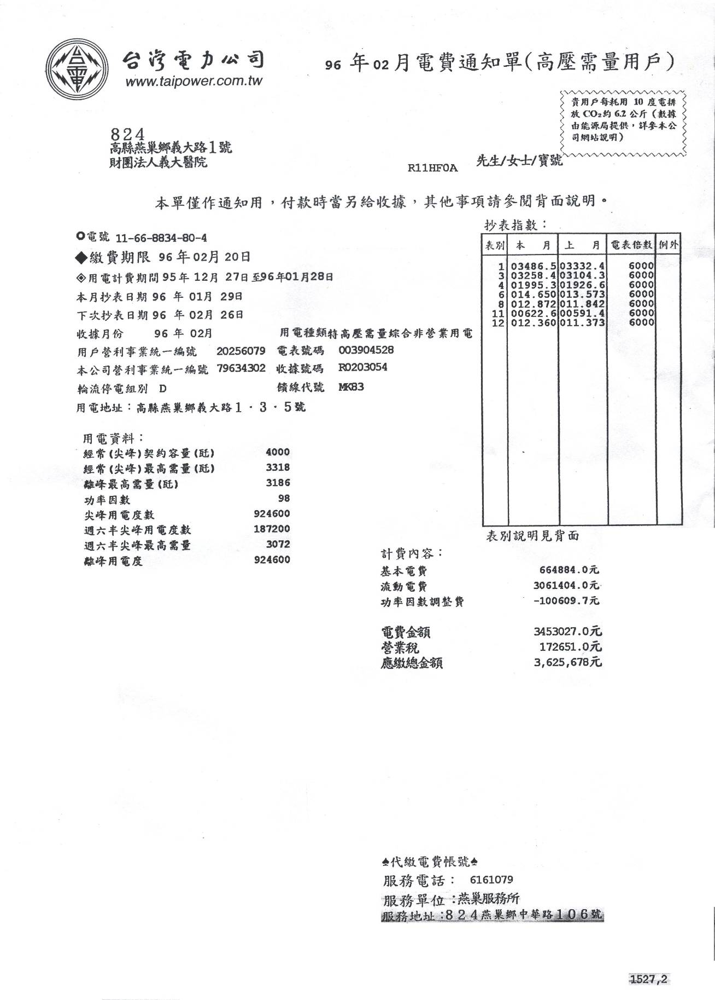 台灣電力公司
www.taipower.com.tw
96 年 02 月電費通知單(高壓需量用戶)
貴用戶每耗用 10 度電排
放 CO₂約 6.2 公斤（數據
由能源局提供，詳參本公
司網站說明）
824
高縣燕巢鄉義大路1號
財團法人義大醫院
R11HF0A 先生/女士/寶號
本單僅作通知用，付款時當另給收據，其他事項請參閱背面說明。
電號 11-66-8834-80-4
◆繳費期限 96 年 02月 20日
◈用電計費期間 95年 12月 27日至96年01月28日
本月抄表日期 96 年 01月 29日
下次抄表日期 96 年 02月 26日
收據月份 96 年 02月 用電種類特高壓需量綜合非營業用電
用戶營利事業統一編號 20256079 電表號碼 003904528
本公司營利事業統一編號 79634302 收據號碼 R0203054
輪流停電組別 D 饋線代號 MK83
用電地址：高縣燕巢鄉義大路1．3．5號
抄表指數：
表別 本 月 上 月 電表倍數 例外
1 03486.5 03332.4 6000
3 03258.4 03104.3 6000
4 01995.3 01926.6 6000
6 014.650 013.573 6000
8 012.872 011.842 6000
11 00622.6 00591.4 6000
12 012.360 011.373 6000
表別說明見背面
用電資料：
經常(尖峰)契約容量(瓩) 4000
經常(尖峰)最高需量(瓩) 3318
離峰最高需量(瓩) 3186
功率因數 98
尖峰用電度數 924600
週六半尖峰用電度數 187200
週六半尖峰最高需量 3072
離峰用電度 924600
計費內容：
基本電費 664884.0元
流動電費 3061404.0元
功率因數調整費 -100609.7元
電費金額 3453027.0元
營業稅 172651.0元
應繳總金額 3,625,678元
♠代繳電費帳號♠
服務電話： 6161079
服務單位：燕巢服務所
服務地址：824燕巢鄉中華路106號
1527,2